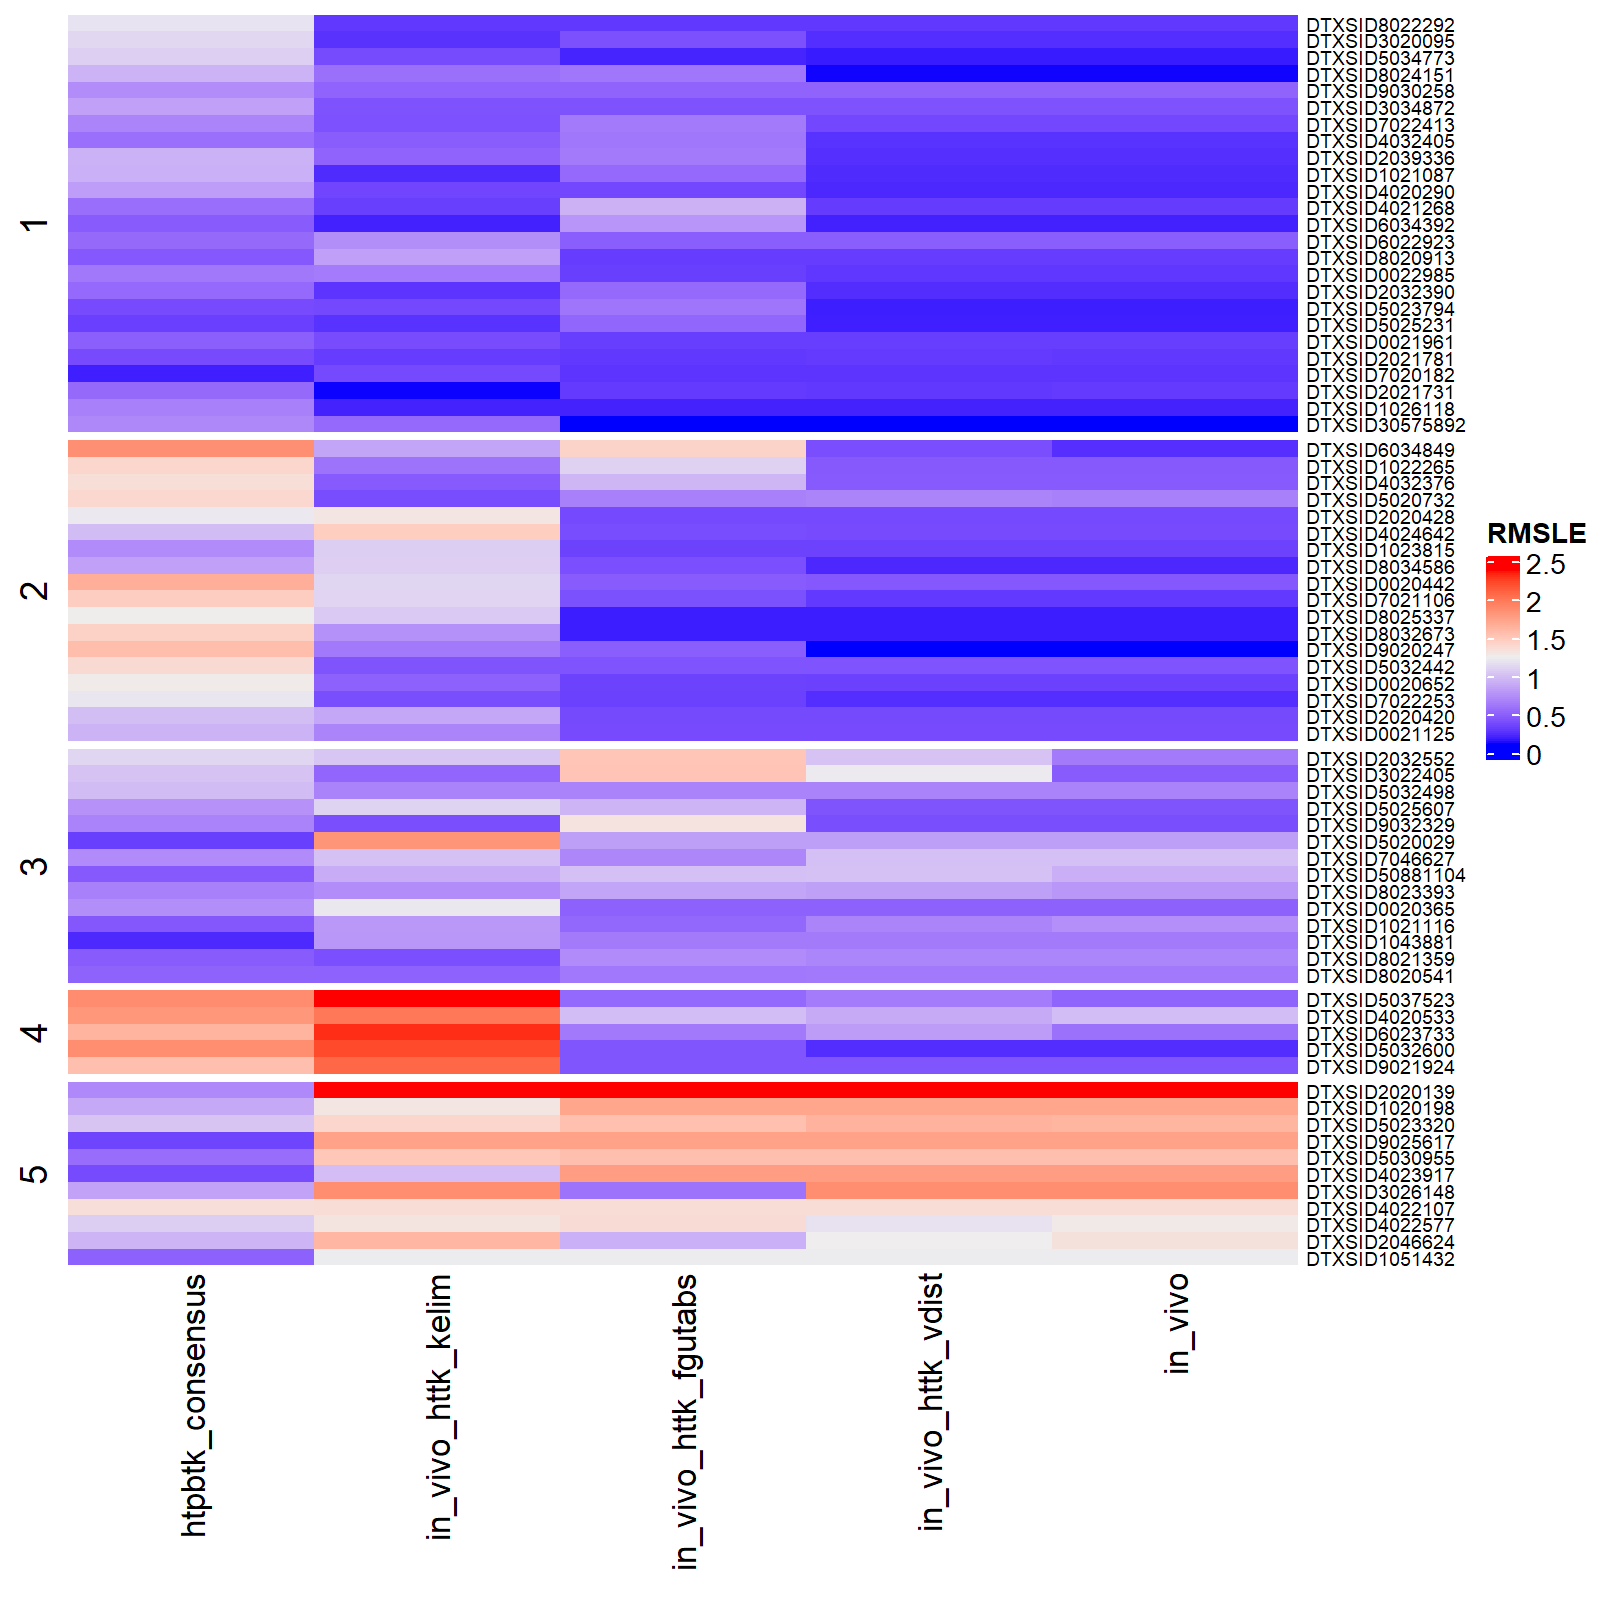 1
DTXSID8022292
DTXSID3020095
DTXSID5034773
DTXSID8024151
DTXSID9030258
DTXSID3034872
DTXSID7022413
DTXSID4032405
DTXSID2039336
DTXSID1021087
DTXSID4020290
DTXSID4021268
DTXSID6034392
DTXSID6022923
DTXSID8020913
DTXSID0022985
DTXSID2032390
DTXSID5023794
DTXSID5025231
DTXSID0021961
DTXSID2021781
DTXSID7020182
DTXSID2021731
DTXSID1026118
DTXSID30575892
2
DTXSID6034849
DTXSID1022265
DTXSID4032376
DTXSID5020732
DTXSID2020428
DTXSID4024642
DTXSID1023815
DTXSID8034586
DTXSID0020442
DTXSID7021106
DTXSID8025337
DTXSID8032673
DTXSID9020247
DTXSID5032442
DTXSID0020652
DTXSID7022253
DTXSID2020420
DTXSID0021125
3
DTXSID2032552
DTXSID3022405
DTXSID5032498
DTXSID5025607
DTXSID9032329
DTXSID5020029
DTXSID7046627
DTXSID50881104
DTXSID8023393
DTXSID0020365
DTXSID1021116
DTXSID1043881
DTXSID8021359
DTXSID8020541
4
DTXSID5037523
DTXSID4020533
DTXSID6023733
DTXSID5032600
DTXSID9021924
5
DTXSID2020139
DTXSID1020198
DTXSID5023320
DTXSID9025617
DTXSID5030955
DTXSID4023917
DTXSID3026148
DTXSID4022107
DTXSID4022577
DTXSID2046624
DTXSID1051432
htpbtk_consensus
in_vivo_httk_kelim
in_vivo_httk_fgutabs
in_vivo_httk_vdist
in_vivo
RMSLE
2.5
2
1.5
1
0.5
0